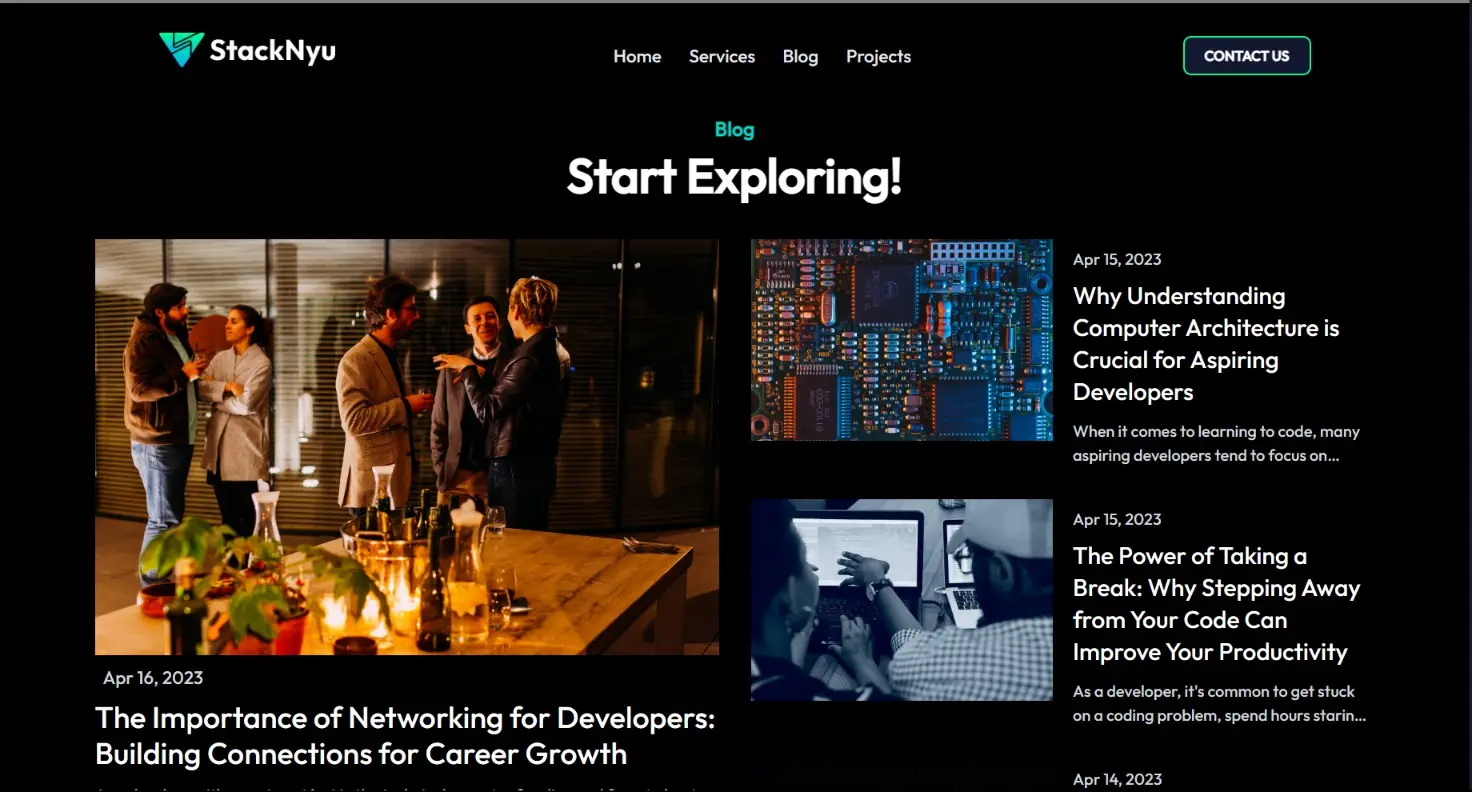 StackNyu
Home
Services
Blog
Projects
CONTACT US
Blog
Start Exploring!
Apr 16, 2023
The Importance of Networking for Developers:
Building Connections for Career Growth
Apr 15, 2023
Why Understanding
Computer Architecture is
Crucial for Aspiring
Developers
When it comes to learning to code, many
aspiring developers tend to focus on...
Apr 15, 2023
The Power of Taking a
Break: Why Stepping Away
from Your Code Can
Improve Your Productivity
As a developer, it's common to get stuck
on a coding problem, spend hours starin...
Apr 14, 2023